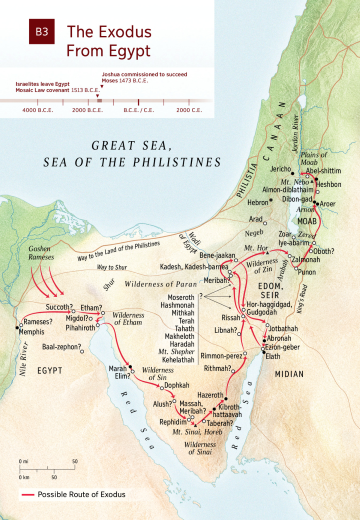 B3
The Exodus
From Egypt
Joshua commissioned to succeed
Moses 1473 B.C.E.
Israelites leave Egypt
Mosaic Law covenant 1513 B.C.E.
4000 B.C.E.
2000 B.C.E.
B.C.E. / C.E.
2000 C.E.
GREAT SEA,
SEA OF THE PHILISTINES
CANAAN
PHILISTIA
Jordan River
Plains of
Moab
Jericho
Abel-shittim
Mt. Nebo
Heshbon
Almon-diblathaim
Dibon-gad
Hebron
Aroer
Arnon
MOAB
Arad
Negeb
Zoar
Zered
Iye-abarim
Oboth?
Goshen
Rameses
Way to the Land of the Philistines
Wadi
of Egypt
Way to Shur
Shur
Bene-jaakan
Mt. Hor
Kadesh, Kadesh-barnea
Wilderness
of Zin
Arabah
Zalmonah
Punon
Meribah?
Wilderness of Paran
EDOM,
SEIR
King's Road
Moseroth
Hashmonah
Mithkah
Terah
Tahath
Makheloth
Haradah
Mt. Shepher
Kehelathah
?
Hor-haggidgad,
Gudgodah
Rissah
Libnah?
Jotbathah
Abronah
Ezion-geber
Elath
Succoth?
Etham?
Rameses?
Migdol?
Memphis
Pihahiroth
Wilderness
of Etham
Baal-zephon?
Nile River
EGYPT
Marah
Elim?
Wilderness
of Sin
Dophkah
Rimmon-perez
Rithmah?
MIDIAN
Alush?
Massah,
Meribah?
Hazeroth
Kibroth-
hattaavah
Rephidim
Taberah?
Mt. Sinai, Horeb
Wilderness
of Sinai
Red Sea
Red Sea
0 mi
50
0 km
50
Possible Route of Exodus